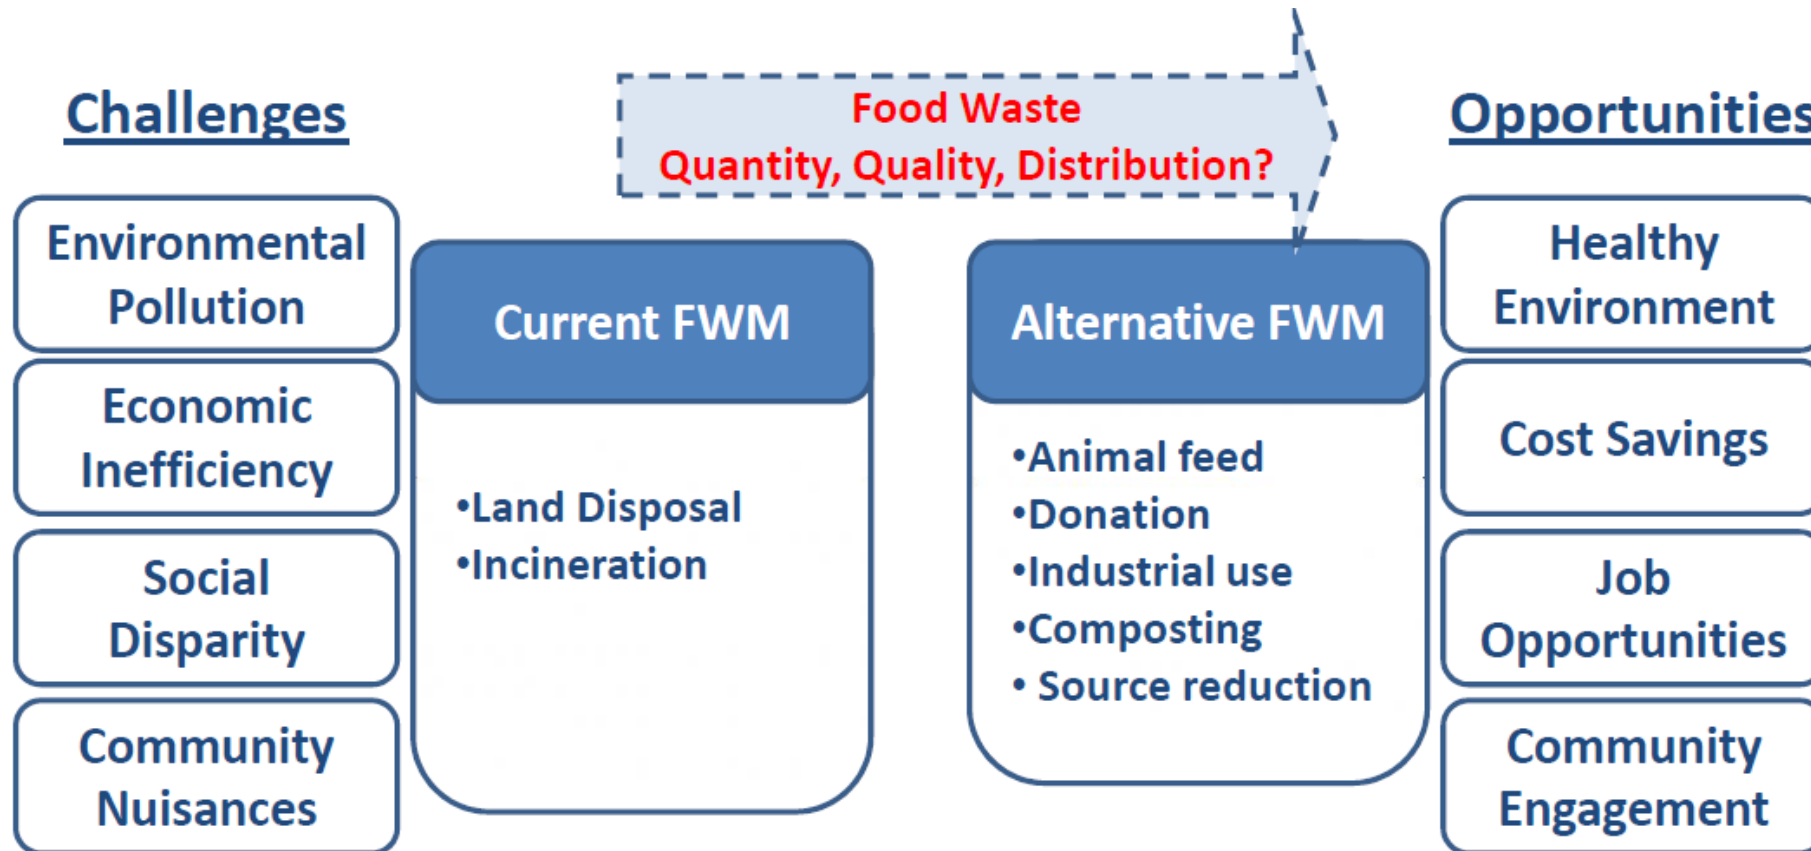 Challenges
Food Waste
Quantity, Quality, Distribution?
Opportunities
Environmental
Pollution
Economic
Inefficiency
Social
Disparity
Community
Nuisances
Current FWM
•Land Disposal
•Incineration
Alternative FWM
•Animal feed
•Donation
•Industrial use
•Composting
• Source reduction
Healthy
Environment
Cost Savings
Job
Opportunities
Community
Engagement